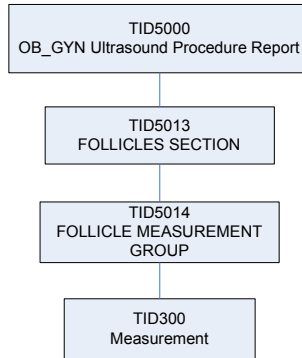 TID5000
OB_GYN Ultrasound Procedure Report
TID5013
FOLLICLES SECTION
TID5014
FOLLICLE MEASUREMENT
GROUP
TID300
Measurement